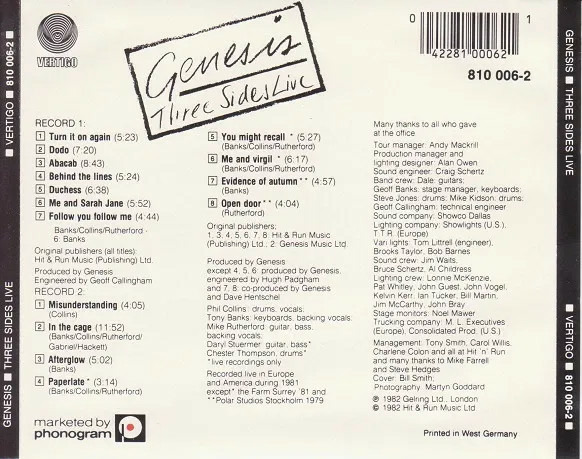 VERTIGO
Genesis
Three Sides Live
0
1
42281 00062
810 006-2
RECORD 1:
1 Turn it on again (5:23)
2 Dodo (7:20)
3 Abacab (8:43)
4 Behind the lines (5:24)
5 Duchess (6:38)
6 Me and Sarah Jane (5:52)
7 Follow you follow me (4:44)
Banks/Collins/Rutherford ·
6: Banks
Original publishers (all titles):
Hit & Run Music (Publishing) Ltd.
Produced by Genesis
Engineered by Geoff Callingham
RECORD 2:
1 Misunderstanding (4:05)
(Collins)
2 In the cage (11:52)
(Banks/Collins/Rutherford/
Gabriel/Hackett)
3 Afterglow (5:02)
(Banks)
4 Paperlate * (3:14)
(Banks/Collins/Rutherford)
marketed by
phonogram
5 You might recall * (5:27)
(Banks/Collins/Rutherford)
6 Me and virgil * (6:17)
(Banks/Collins/Rutherford)
7 Evidence of autumn ** (4:57)
(Banks)
8 Open door ** (4:04)
(Rutherford)
Original publishers;
1, 3, 4, 5, 6, 7, 8 Hit & Run Music
(Publishing) Ltd.; 2: Genesis Music Ltd.
Produced by Genesis
except 4, 5, 6: produced by Genesis,
engineered by Hugh Padgham
and 7, 8: co-produced by Genesis
and Dave Hentschel
Phil Collins: drums, vocals;
Tony Banks: keyboards, backing vocals;
Mike Rutherford: guitar, bass,
backing vocals;
Daryl Stuermer: guitar, bass*
Chester Thompson, drums*
*live recordings only
Recorded live in Europe
and America during 1981
except* the Farm Surrey '81 and
**Polar Studios Stockholm 1979
Many thanks to all who gave
at the office
Tour manager: Andy Mackrill
Production manager and
lighting designer: Alan Owen
Sound engineer: Craig Schertz
Band crew: Dale: guitars;
Geoff Banks: stage manager, keyboards;
Steve Jones: drums; Mike Kidson: drums;
Geoff Callingham: technical engineer
Sound company: Showco Dallas
Lighting company: Showlights (U.S.),
T.T.R. (Europe)
Vari lights: Tom Littrell (engineer),
Brooks Taylor, Bob Barnes
Sound crew: Jim Waits,
Bruce Schertz, Al Childress
Lighting crew: Lonnie McKenzie,
Pat Whitley, John Guest, John Vogel,
Kelvin Kerr, Ian Tucker, Bill Martin,
Jim McCarthy, John Bray
Stage monitors: Noel Mawer
Trucking company: M. L. Executives
(Europe), Consolidated Prod. (U.S.)
Management: Tony Smith, Carol Willis,
Charlene Colon and all at Hit 'n' Run
and many thanks to Mike Farrell
and Steve Hedges
Cover: Bill Smith;
Photography: Martyn Goddard
℗ 1982 Gelring Ltd., London
© 1982 Hit & Run Music Ltd
Printed in West Germany
GENESIS ■ THREE SIDES LIVE ■ VERTIGO ■ 810 006-2 ■
GENESIS ■ THREE SIDES LIVE ■ VERTIGO ■ 810 006-2 ■